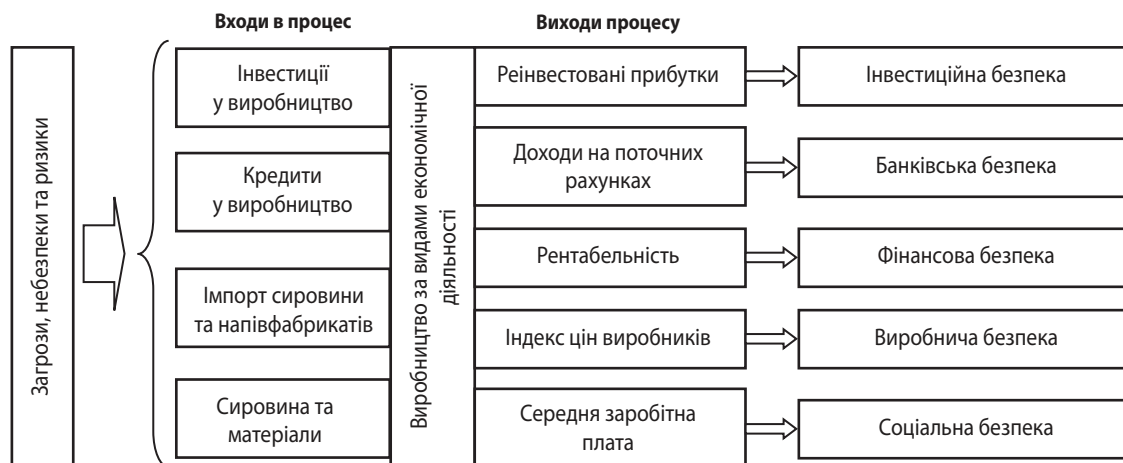 Входи в процес
Виходи процесу
Загрози, небезпеки та ризики
Інвестиції
у виробництво
Кредити
у виробництво
Імпорт сировини
та напівфабрикатів
Сировина та
матеріали
Виробництво за видами економічної
діяльності
Реінвестовані прибутки
Доходи на поточних
рахунках
Рентабельність
Індекс цін виробників
Середня заробітна
плата
Інвестиційна безпека
Банківська безпека
Фінансова безпека
Виробнича безпека
Соціальна безпека